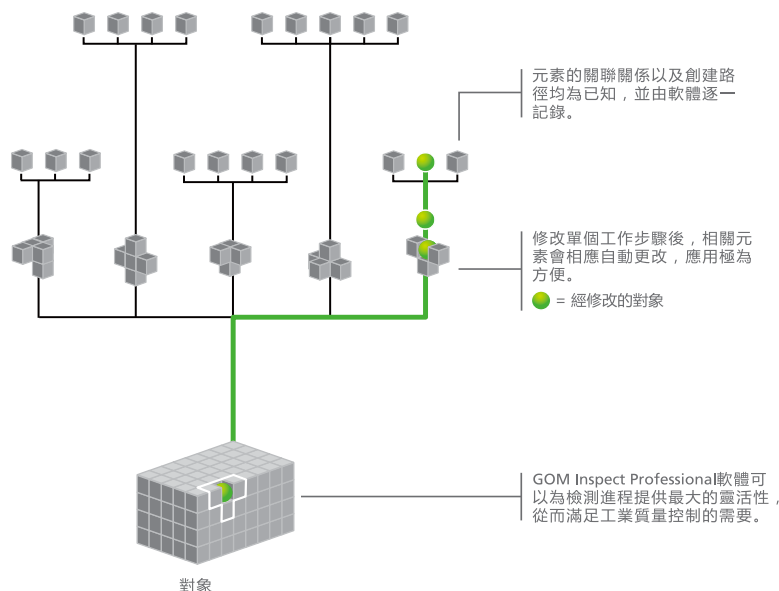 元素的關聯關係以及創建路
徑均為已知，並由軟體逐一
記錄。
修改單個工作步驟後，相關元
素會相應自動更改，應用極為
方便。
= 經修改的對象
GOM Inspect Professional軟體可
以為檢測進程提供最大的靈活性，
從而滿足工業質量控制的需要。
對象